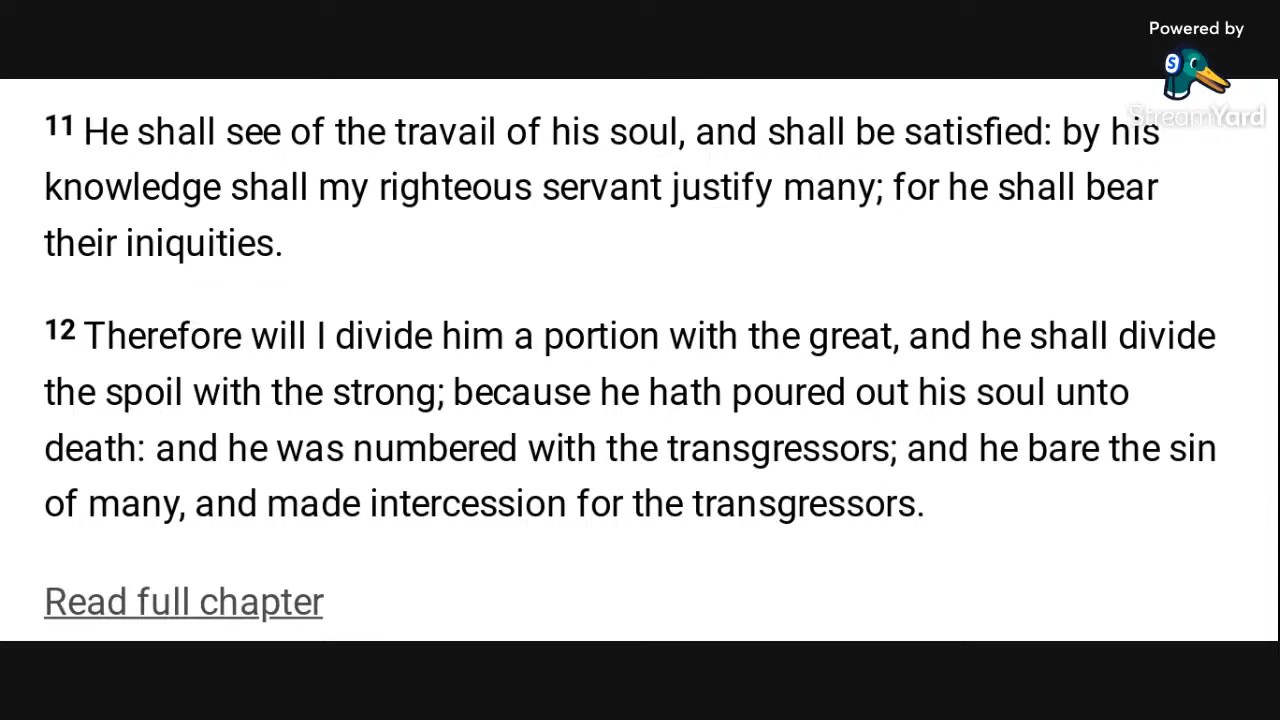 Powered by
StreamYard
11 He shall see of the travail of his soul, and shall be satisfied: by his
knowledge shall my righteous servant justify many; for he shall bear
their iniquities.
12 Therefore will I divide him a portion with the great, and he shall divide
the spoil with the strong; because he hath poured out his soul unto
death: and he was numbered with the transgressors; and he bare the sin
of many, and made intercession for the transgressors.
Read full chapter